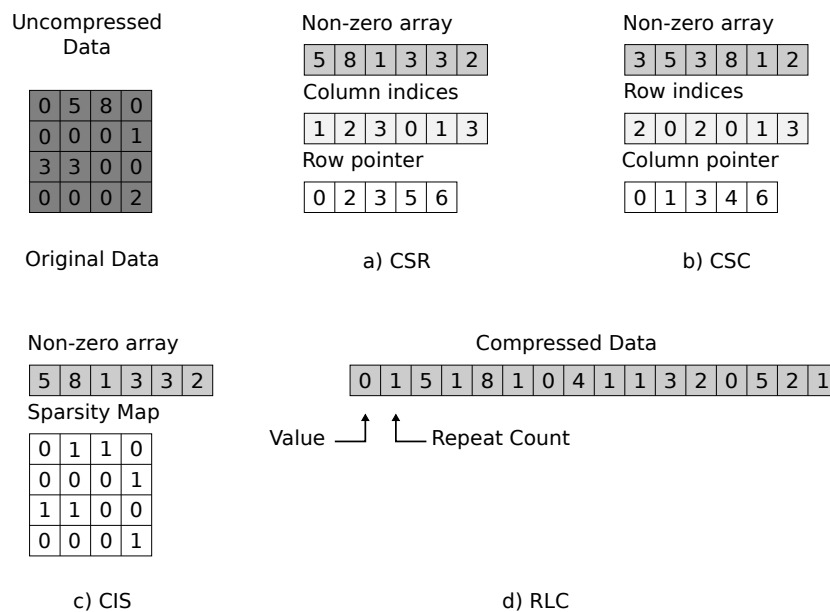 Uncompressed
Data
0 5 8 0
0 0 0 1
3 3 0 0
0 0 0 2
Original Data
Non-zero array
5 8 1 3 3 2
Column indices
1 2 3 0 1 3
Row pointer
0 2 3 5 6
a) CSR
Non-zero array
3 5 3 8 1 2
Row indices
2 0 2 0 1 3
Column pointer
0 1 3 4 6
b) CSC
Non-zero array
5 8 1 3 3 2
Sparsity Map
0 1 1 0
0 0 0 1
1 1 0 0
0 0 0 1
c) CIS
Compressed Data
0 1 5 1 8 1 0 4 1 1 3 2 0 5 2 1
Value
Repeat Count
d) RLC